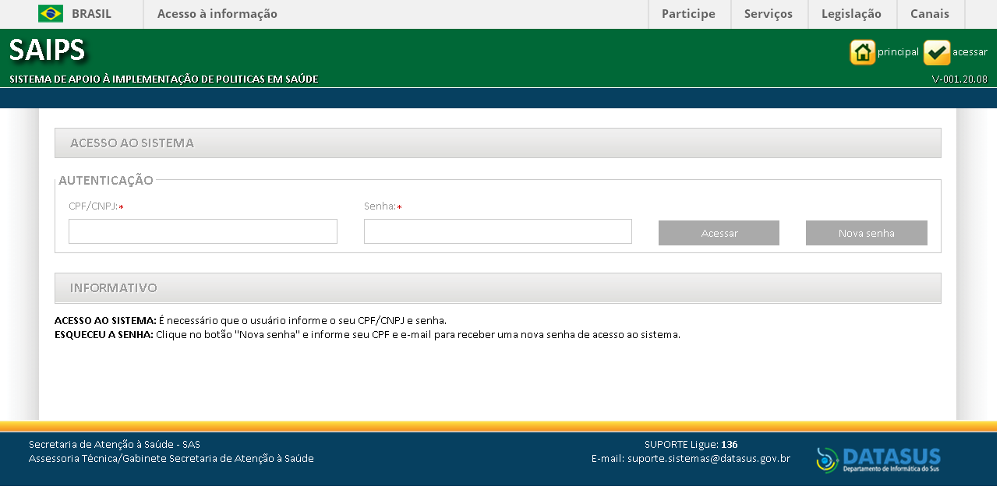 BRASIL Acesso à informação Participe Serviços Legislação Canais
SAIPS
principal acessar
SISTEMA DE APOIO À IMPLEMENTAÇÃO DE POLITICAS EM SAÚDE
V-001.20.08
ACESSO AO SISTEMA
AUTENTICAÇÃO
CPF/CNPJ:* Senha:*
Acessar Nova senha
INFORMATIVO
ACESSO AO SISTEMA: É necessário que o usuário informe o seu CPF/CNPJ e senha.
ESQUECEU A SENHA: Clique no botão "Nova senha" e informe seu CPF e e-mail para receber uma nova senha de acesso ao sistema.
Secretaria de Atenção à Saúde - SAS
Assessoria Técnica/Gabinete Secretaria de Atenção à Saúde
SUPORTE Ligue: 136
E-mail: suporte.sistemas@datasus.gov.br
DATASUS
Departamento de Informática do Sus